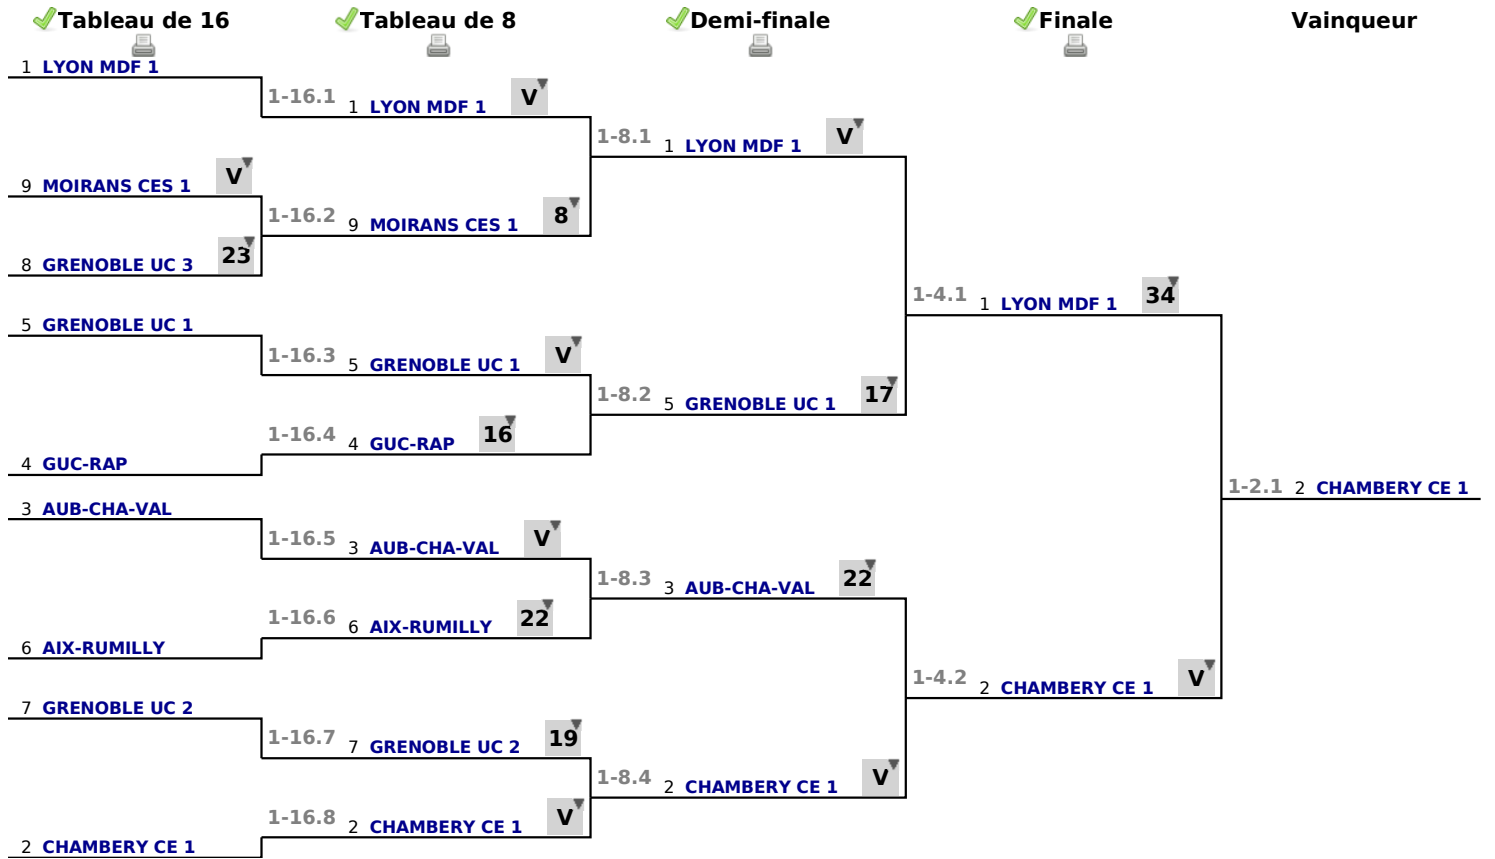 Tableau de 16 Tableau de 8 Demi-finale Finale Vainqueur
1 LYON MDF 1
1-16.1 1 LYON MDF 1 V
1-8.1 1 LYON MDF 1 V
9 MOIRANS CES 1 V
1-16.2 9 MOIRANS CES 1 8
8 GRENOBLE UC 3 23
1-4.1 1 LYON MDF 1 34
5 GRENOBLE UC 1
1-16.3 5 GRENOBLE UC 1 V
1-8.2 5 GRENOBLE UC 1 17
1-16.4 4 GUC-RAP 16
4 GUC-RAP
1-2.1 2 CHAMBERY CE 1
3 AUB-CHA-VAL
1-16.5 3 AUB-CHA-VAL V
1-8.3 3 AUB-CHA-VAL 22
1-16.6 6 AIX-RUMILLY 22
6 AIX-RUMILLY
1-4.2 2 CHAMBERY CE 1 V
7 GRENOBLE UC 2
1-16.7 7 GRENOBLE UC 2 19
1-8.4 2 CHAMBERY CE 1 V
1-16.8 2 CHAMBERY CE 1 V
2 CHAMBERY CE 1